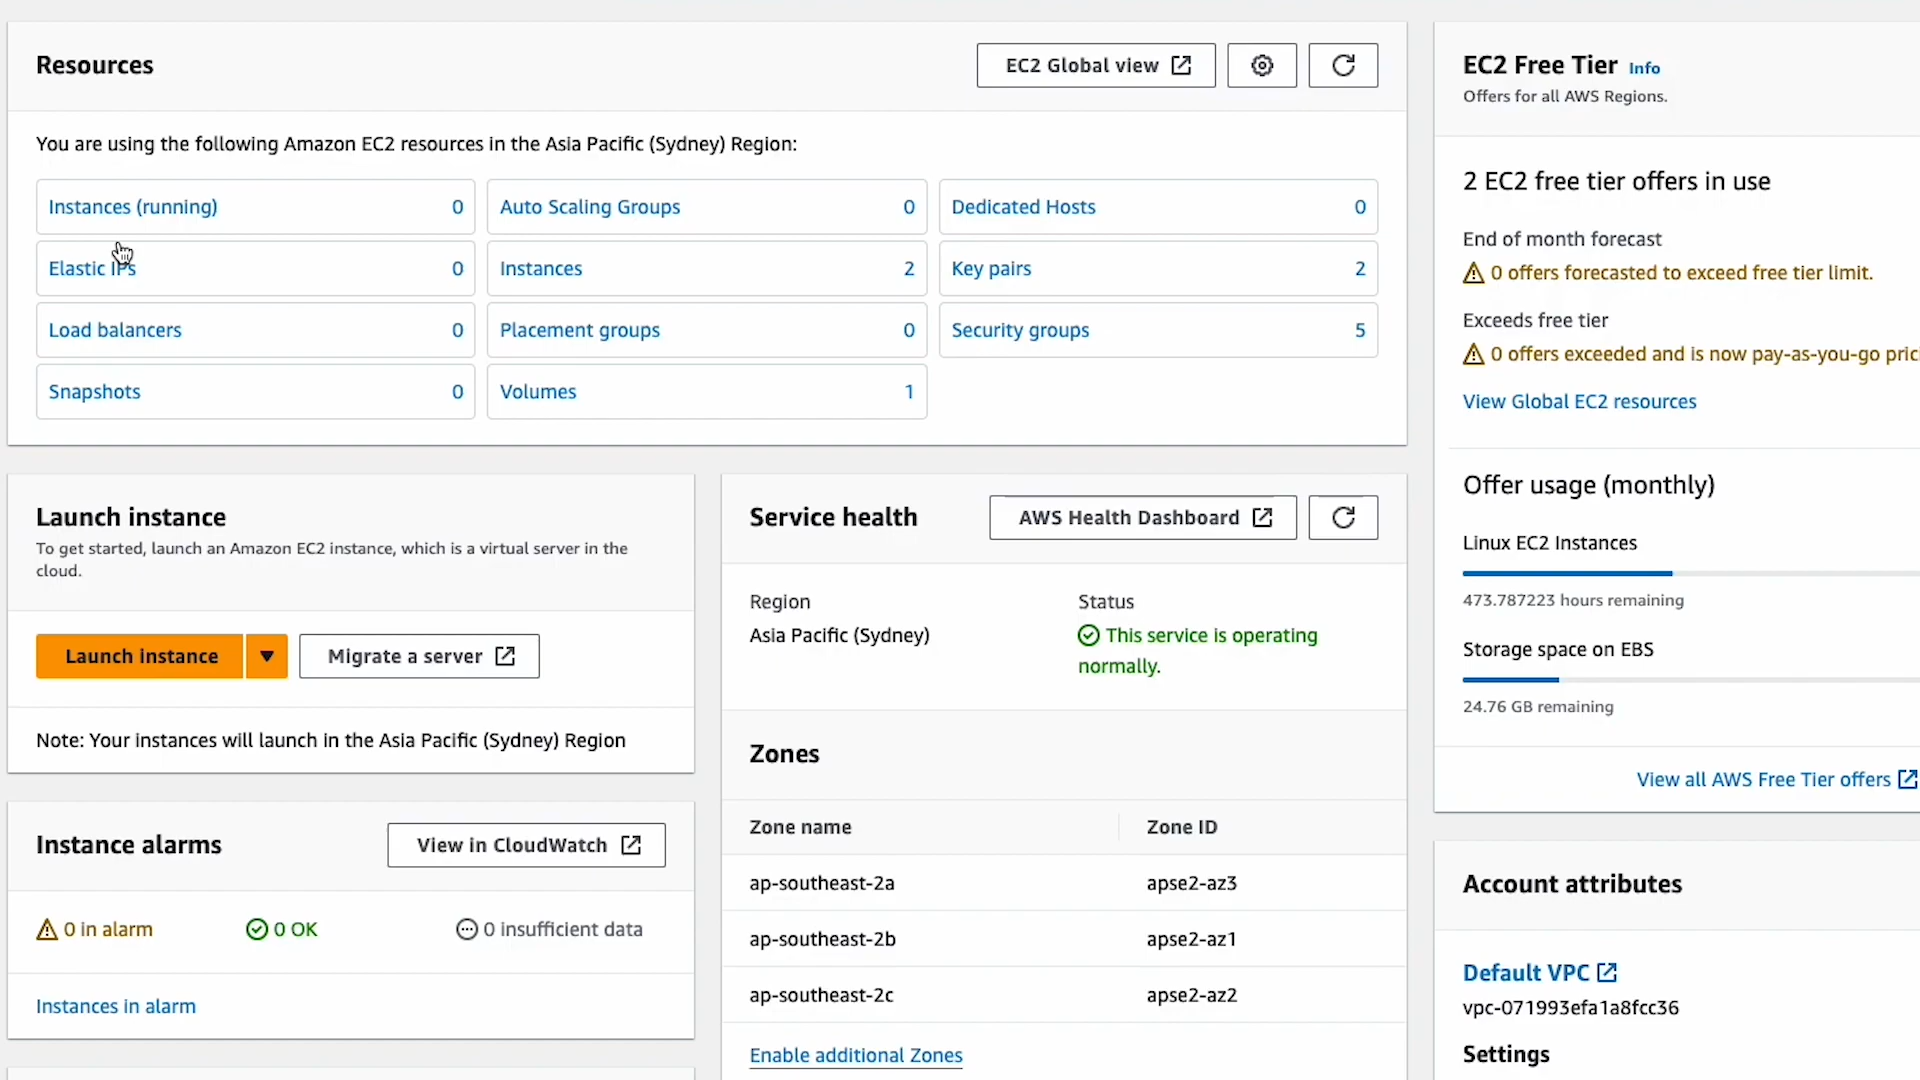 Resources
EC2 Global view
You are using the following Amazon EC2 resources in the Asia Pacific (Sydney) Region:
Instances (running) 0
Auto Scaling Groups 0
Dedicated Hosts 0
Elastic IPs 0
Instances 2
Key pairs 2
Load balancers 0
Placement groups 0
Security groups 5
Snapshots 0
Volumes 1
Launch instance
To get started, launch an Amazon EC2 instance, which is a virtual server in the
cloud.
Launch instance
Migrate a server
Note: Your instances will launch in the Asia Pacific (Sydney) Region
Instance alarms
View in CloudWatch
0 in alarm
0 OK
0 insufficient data
Instances in alarm
Service health
AWS Health Dashboard
Region
Asia Pacific (Sydney)
Status
This service is operating
normally.
Zones
Zone name Zone ID
ap-southeast-2a apse2-az3
ap-southeast-2b apse2-az1
ap-southeast-2c apse2-az2
Enable additional Zones
EC2 Free Tier Info
Offers for all AWS Regions.
2 EC2 free tier offers in use
End of month forecast
0 offers forecasted to exceed free tier limit.
Exceeds free tier
0 offers exceeded and is now pay-as-you-go prici
View Global EC2 resources
Offer usage (monthly)
Linux EC2 Instances
473.787223 hours remaining
Storage space on EBS
24.76 GB remaining
View all AWS Free Tier offers
Account attributes
Default VPC
vpc-071993efa1a8fcc36
Settings